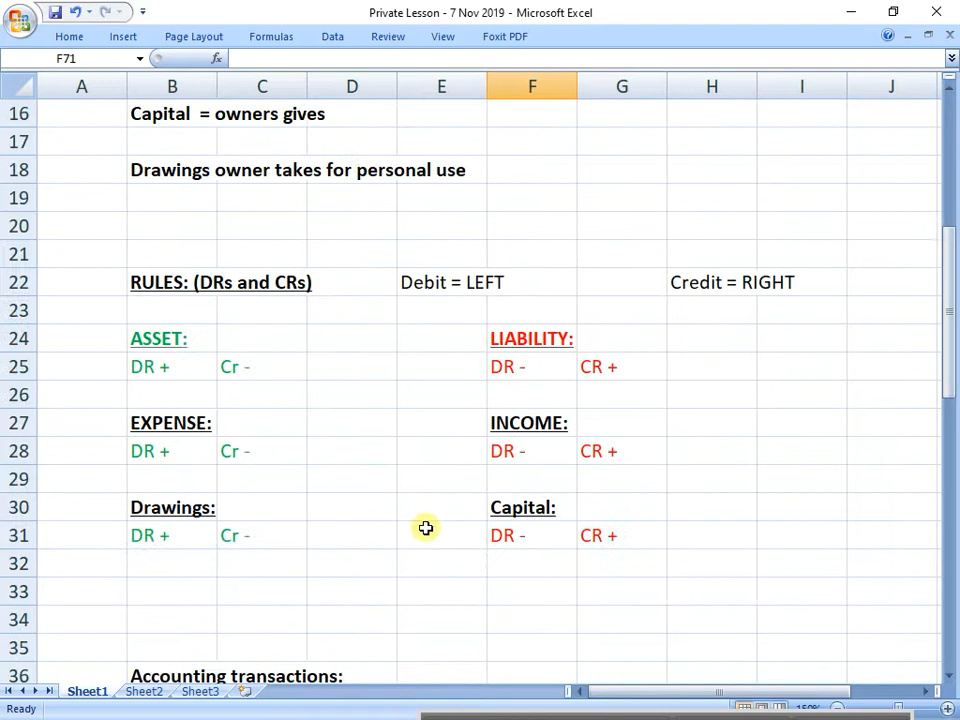 Private Lesson - 7 Nov 2019 - Microsoft Excel
Home Insert Page Layout Formulas Data Review View Foxit PDF
F71 fx
A B C D E F G H I J
16 Capital = owners gives
17
18 Drawings owner takes for personal use
19
20
21
22 RULES: (DRs and CRs) Debit = LEFT Credit = RIGHT
23
24 ASSET: LIABILITY:
25 DR + Cr - DR - CR +
26
27 EXPENSE: INCOME:
28 DR + Cr - DR - CR +
29
30 Drawings: Capital:
31 DR + Cr - DR - CR +
32
33
34
35
36 Accounting transactions:
Sheet1 Sheet2 Sheet3
Ready 150%